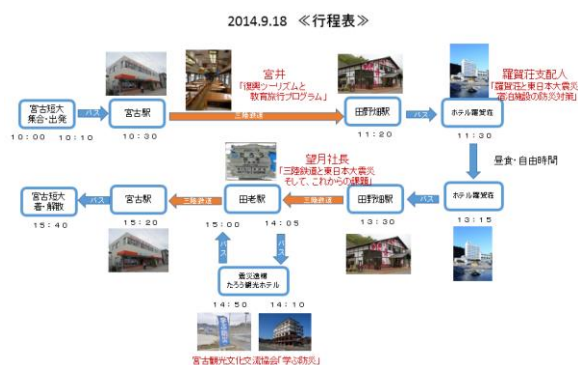 2014.9.18 ≪行程表≫
宮古短大
集合・出発
10:00 10:10
バス
宮古駅
10:30
三陸鉄道
宮井
「復興ツーリズムと
教育旅行プログラム」
田野畑駅
11:20
バス
羅賀荘支配人
「羅賀荘と東日本大震災
宿泊施設の防災対策」
ホテル羅賀荘
11:30
昼食・自由時間
ホテル羅賀荘
13:15
バス
田野畑駅
13:30
三陸鉄道
望月社長
「三陸鉄道と東日本大震災
そして、これからの課題」
田老駅
15:00 14:05
三陸鉄道
宮古駅
15:20
バス
宮古短大
着・解散
15:40
バス
バス
震災遺構
たろう観光ホテル
14:50 14:10
宮古観光文化交流協会「学ぶ防災」